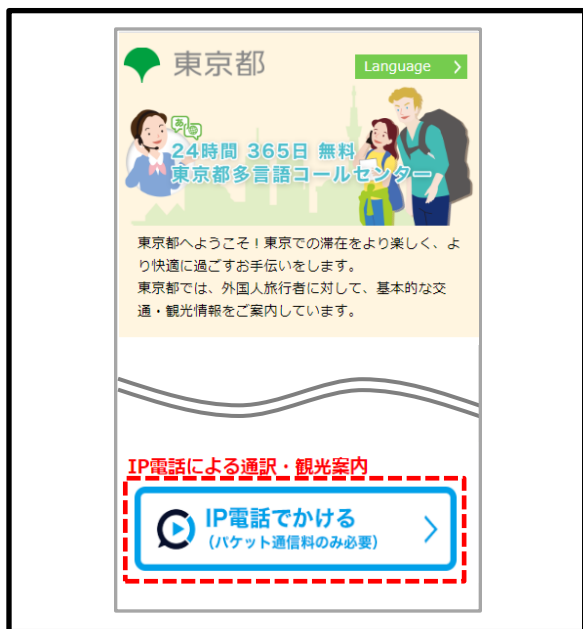 東京都
Language
あ
24時間 365日 無料
東京都多言語コールセンター
東京都へようこそ!東京での滞在をより楽しく、よ
り快適に過ごすお手伝いをします。
東京都では、外国人旅行者に対して、基本的な交
通・観光情報をご案内しています。
IP電話による通訳・観光案内
IP電話でかける
(パケット通信料のみ必要)